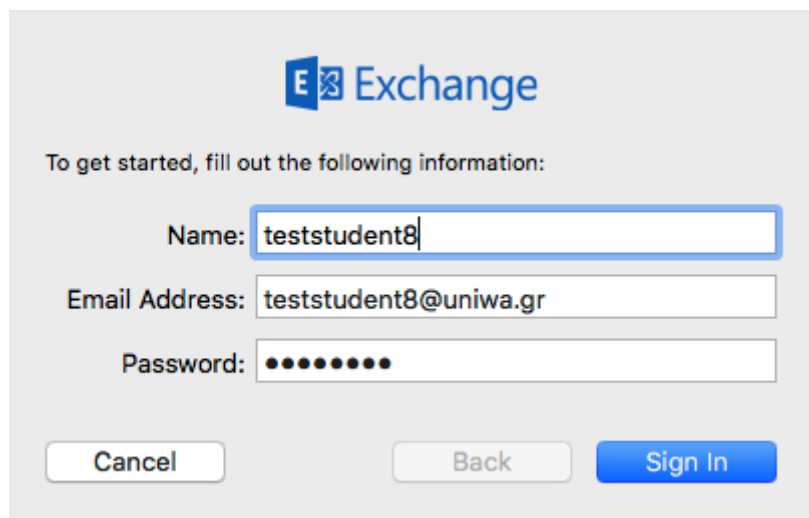 Exchange
To get started, fill out the following information:
Name: teststudent8
Email Address: teststudent8@uniwa.gr
Password: ●●●●●●●●
Cancel Back Sign In